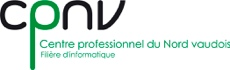 cpnv
Centre professionnel du Nord vaudois
Filière d'informatique